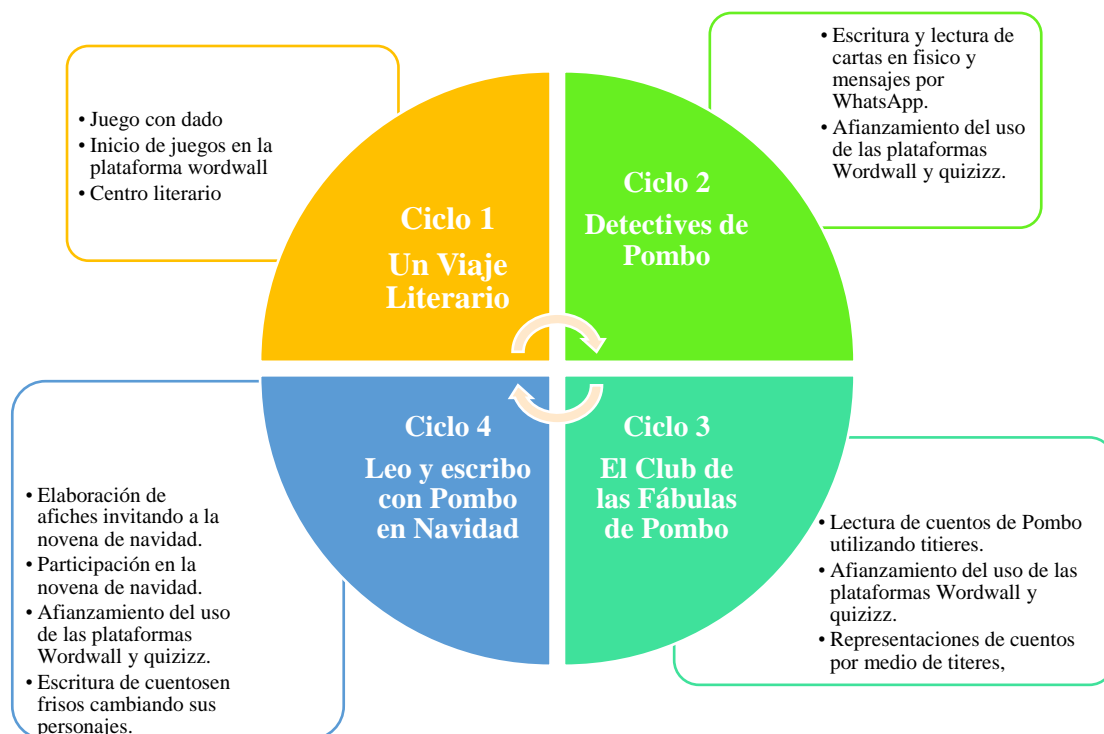 • Juego con dado
• Inicio de juegos en la
plataforma wordwall
• Centro literario
Ciclo 1
Un Viaje
Literario
• Escritura y lectura de
cartas en fisico y
mensajes por
WhatsApp.
• Afianzamiento del uso
de las plataformas
Wordwall y quizizz.
Ciclo 2
Detectives de
Pombo
Ciclo 4
Leo y escribo
con Pombo
en Navidad
• Elaboración de
afiches invitando a la
novena de navidad.
• Participación en la
novena de navidad.
• Afianzamiento del uso
de las plataformas
Wordwall y quizizz.
• Escritura de cuentosen
frisos cambiando sus
personajes.
Ciclo 3
El Club de
las Fábulas
de Pombo
• Lectura de cuentos de Pombo
utilizando titieres.
• Afianzamiento del uso de las
plataformas Wordwall y
quizizz.
• Representaciones de cuentos
por medio de titeres,